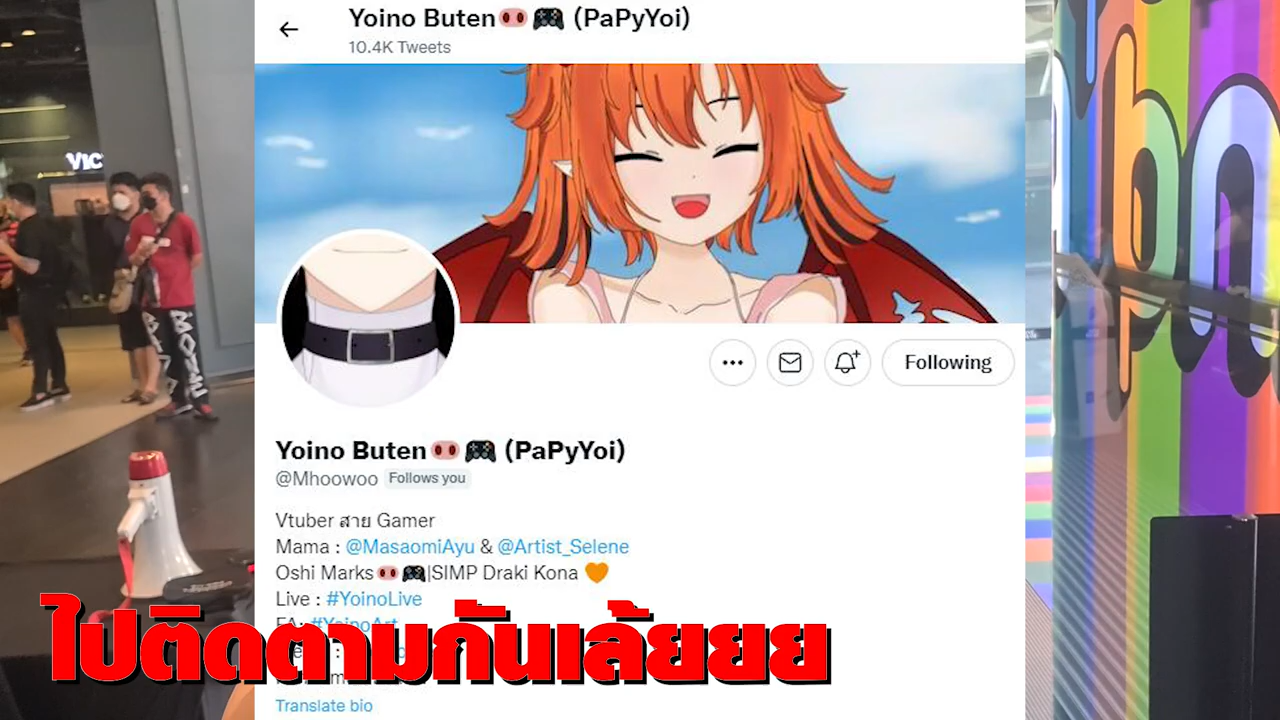 Yoino Buten🐽🎮 (PaPyYoi)
10.4K Tweets
VIC
Following
Yoino Buten🐽🎮 (PaPyYoi)
@Mhoowoo Follows you
Vtuber สาย Gamer
Mama : @MasaomiAyu & @Artist_Selene
Oshi Marks🐽🎮|SIMP Draki Kona 🧡
Live : #YoinoLive
FA: #YoinoArt
ไปติดตามกันเล้ยยย
Translate bio